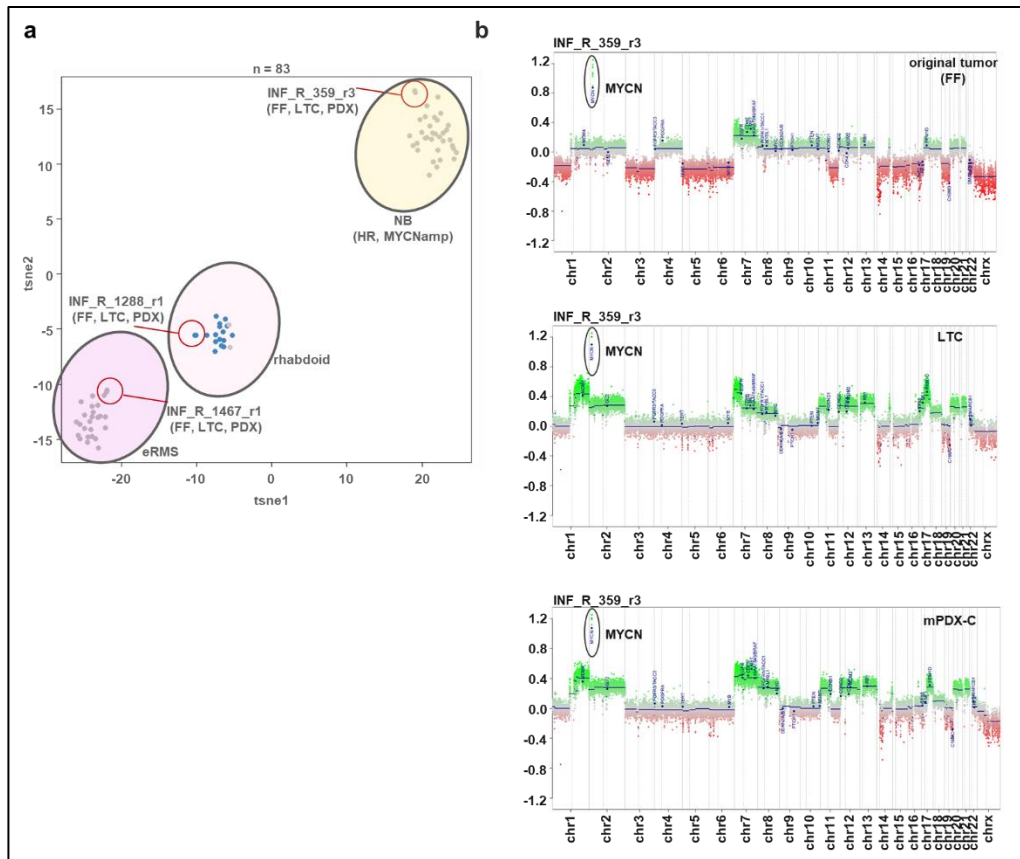 a
n = 83
INF_R_359_r3
(FF, LTC, PDX)
NB
(HR, MYCNamp)
INF_R_1288_r1
(FF, LTC, PDX)
rhabdoid
INF_R_1467_r1
(FF, LTC, PDX)
eRMS
15
10
5
0
-5
-10
-15
tsne2
-20
-10
0
10
20
tsne1
b
INF_R_359_r3
original tumor
(FF)
MYCN
1.2
0.8
0.4
0.0
-0.4
-0.8
-1.2
chr1
chr2
chr3
chr4
chr5
chr6
chr7
chr8
chr9
chr10
chr11
chr12
chr13
chr14
chr15
chr16
chr17
chr18
chr19
chr20
chr21
chr22
chrx
INF_R_359_r3
LTC
MYCN
1.2
0.8
0.4
0.0
-0.4
-0.8
-1.2
chr1
chr2
chr3
chr4
chr5
chr6
chr7
chr8
chr9
chr10
chr11
chr12
chr13
chr14
chr15
chr16
chr17
chr18
chr19
chr20
chr21
chr22
chrx
INF_R_359_r3
mPDX-C
MYCN
1.2
0.8
0.4
0.0
-0.4
-0.8
-1.2
chr1
chr2
chr3
chr4
chr5
chr6
chr7
chr8
chr9
chr10
chr11
chr12
chr13
chr14
chr15
chr16
chr17
chr18
chr19
chr20
chr21
chr22
chrx